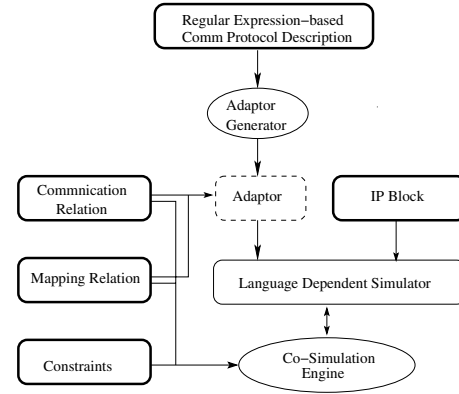 Regular Expression−based
Comm Protocol Description
Adaptor
Generator
Commnication
Relation
Adaptor
IP Block
Mapping Relation
Language Dependent Simulator
Constraints
Co−Simulation
Engine